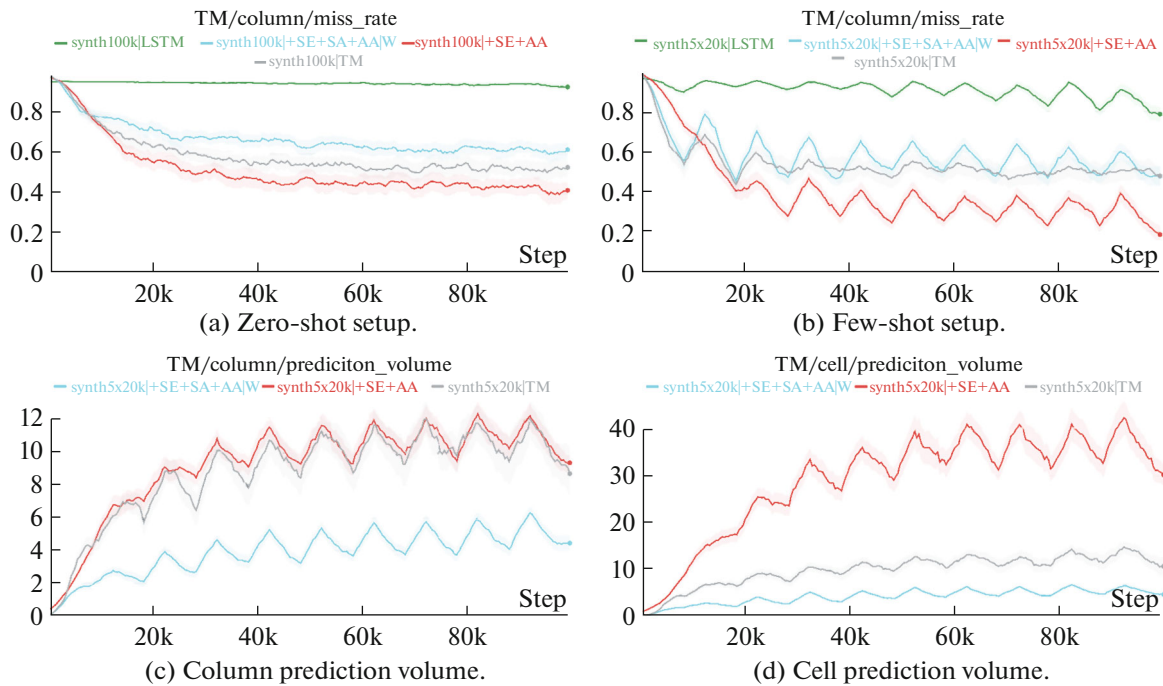 TM/column/miss_rate
synth100k|LSTM synth100k|+SE+SA+AA|W synth100k|+SE+AA
synth100k|TM
0.8
0.6
0.4
0.2
0
Step
20k 40k 60k 80k
(a) Zero-shot setup.
TM/column/miss_rate
synth5x20k|LSTM synth5x20k|+SE+SA+AA|W synth5x20k|+SE+AA
synth5x20k|TM
0.8
0.6
0.4
0.2
0
Step
20k 40k 60k 80k
(b) Few-shot setup.
TM/column/prediciton_volume
synth5x20k|+SE+SA+AA|W synth5x20k|+SE+AA synth5x20k|TM
12
10
8
6
4
2
0
Step
20k 40k 60k 80k
(c) Column prediction volume.
TM/cell/prediciton_volume
synth5x20k|+SE+SA+AA|W synth5x20k|+SE+AA synth5x20k|TM
40
30
20
10
0
Step
20k 40k 60k 80k
(d) Cell prediction volume.